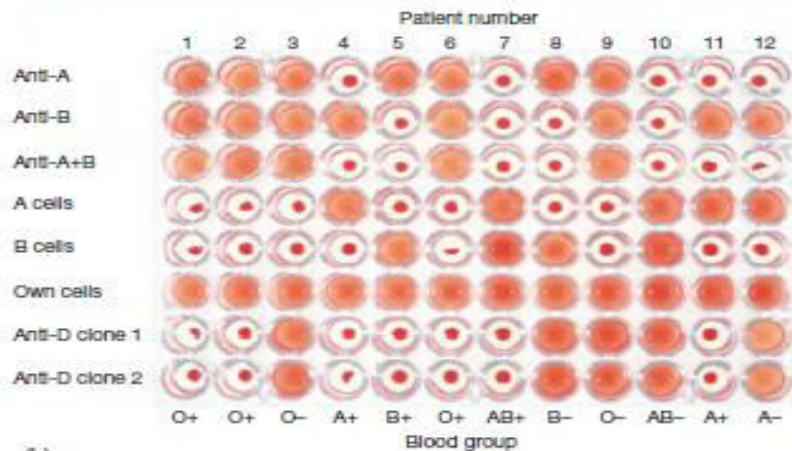 Patient number
1 2 3 4 5 6 7 8 9 10 11 12
Anti-A
Anti-B
Anti-A+B
A cells
B cells
Own cells
Anti-D clone 1
Anti-D clone 2
O+ O+ O– A+ B+ O+ AB+ B– O– AB– A+ A–
Blood group